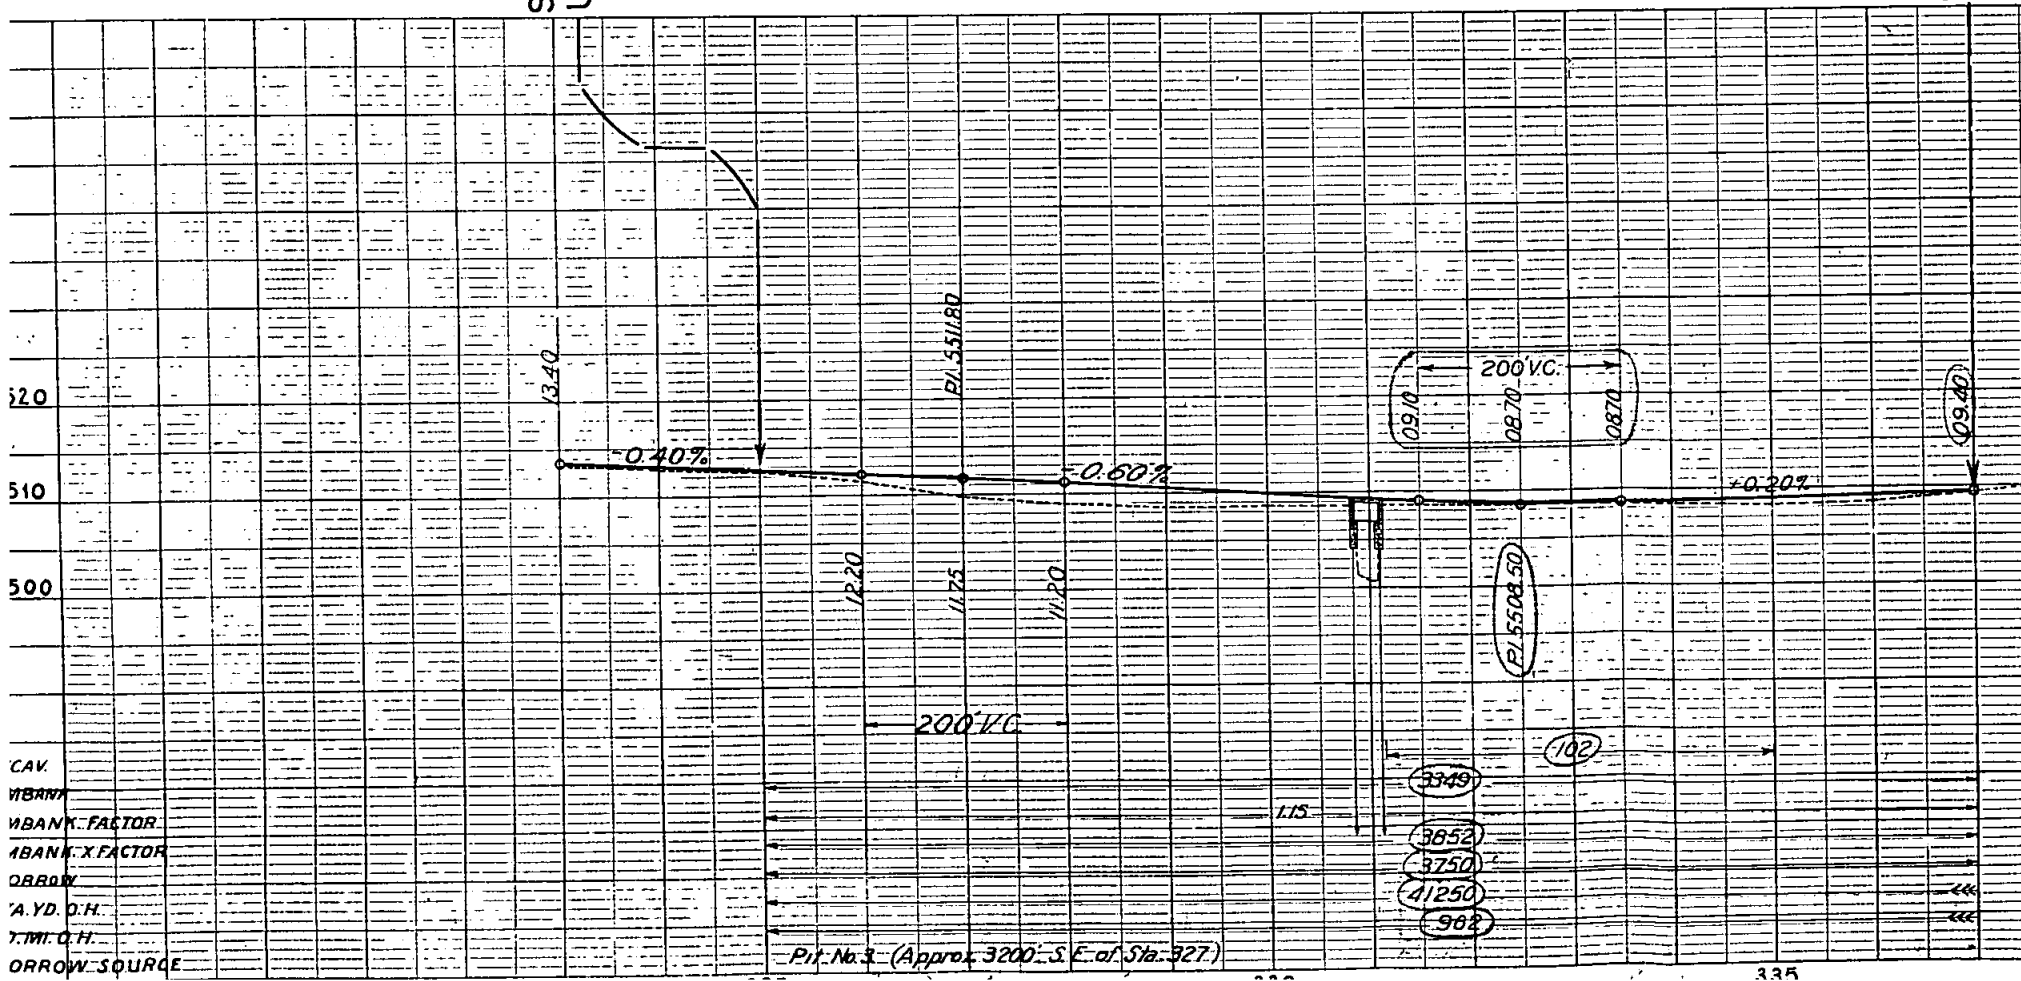 P.I. 5511.80
13.40
200' V.C.
09.10
08.70
08.70
09.40
520
-0.40%
-0.60%
+0.20%
510
500
12.20
11.75
11.20
P.I. 5508.50
200' V.C.
102
CAV.
3349
MBANK
MBANK. FACTOR
1.15
MBANK. X FACTOR
3852
ORROW
3750
TA. YD. O.H.
41250
T. MI. O.H.
962
ORROW SOURCE
Pit No. 3 (Approx. 3200' S.E. of Sta. 327)
335